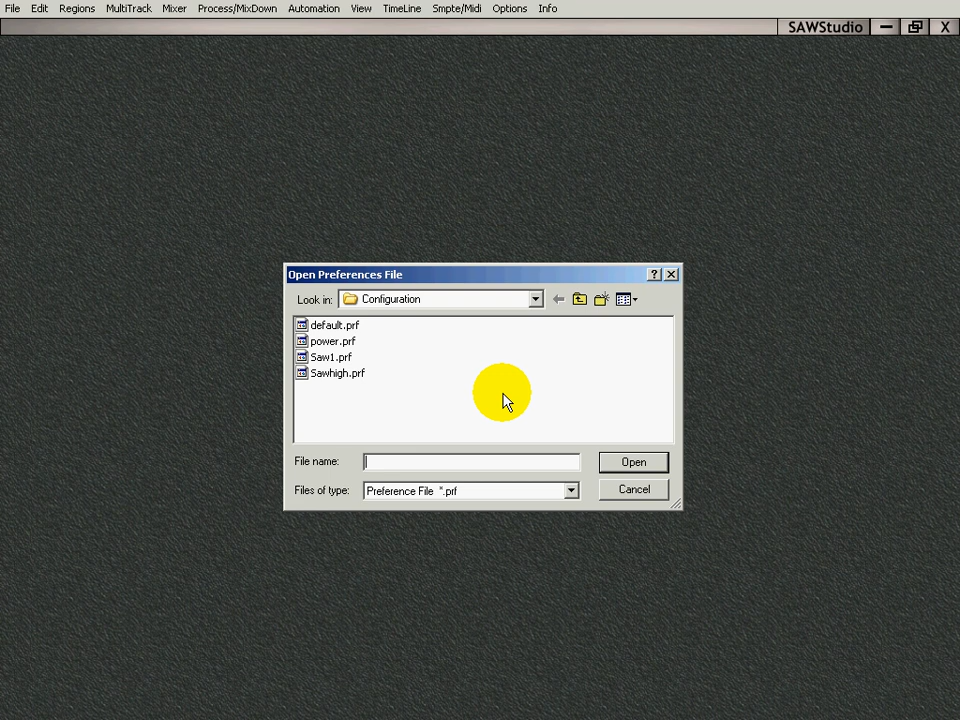 File Edit Regions MultiTrack Mixer Process/MixDown Automation View TimeLine Smpte/Midi Options Info
SAWStudio X
Open Preferences File ?
Look in: Configuration
default.prf
power.prf
Saw1.prf
Sawhigh.prf
File name: Open
Files of type: Preference File *.prf Cancel